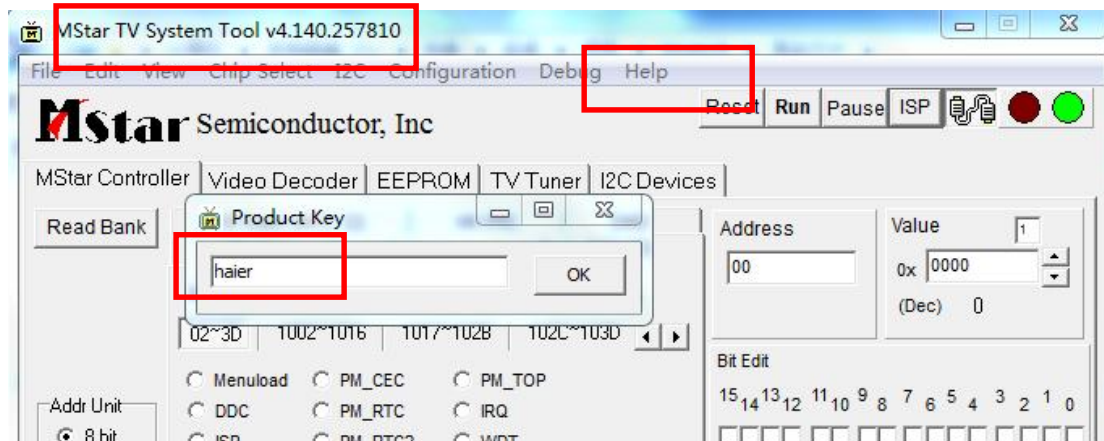 MStar TV System Tool v4.140.257810
File Edit View Chip Select I2C Configuration Debug Help
MStar Semiconductor, Inc
Reset Run Pause ISP
MStar Controller Video Decoder EEPROM TV Tuner I2C Devices
Product Key
Read Bank
Address
Value
1
haier
OK
00
0x 0000
(Dec) 0
02~3D 1002~1016 1017~102B 102C~103D
Bit Edit
Menuload PM_CEC PM_TOP
15 14 13 12 11 10 9 8 7 6 5 4 3 2 1 0
Addr Unit
DDC PM_RTC IRQ
8 bit
ISP PM_RTC2 WDT